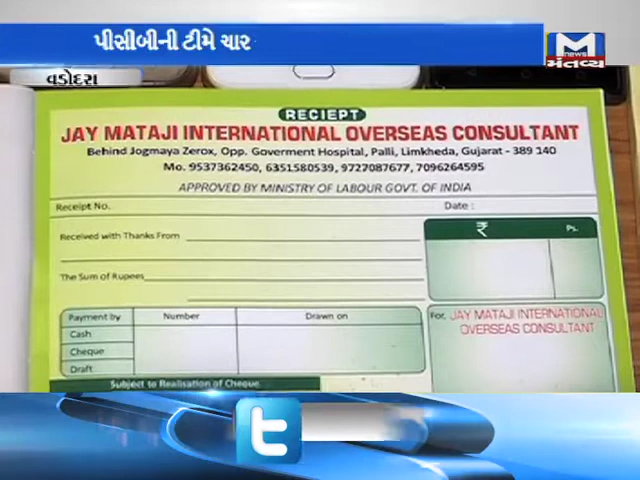 પીસીબીની ટીમે ચાર
M
news
મંતવ્ય
વડોદરા
RECIEPT
JAY MATAJI INTERNATIONAL OVERSEAS CONSULTANT
Behind Jogmaya Zerox, Opp. Goverment Hospital, Palli, Limkheda, Gujarat - 389 140
Mo. 9537362450, 6351580539, 9727087677, 7096264595
APPROVED BY MINISTRY OF LABOUR GOVT. OF INDIA
Receipt No. Date :
Received with Thanks From
₹ Ps.
The Sum of Rupees
Payment by Number Drawn on
Cash
Cheque
Draft
For, JAY MATAJI INTERNATIONAL
OVERSEAS CONSULTANT
Subject to Realisation of Cheque